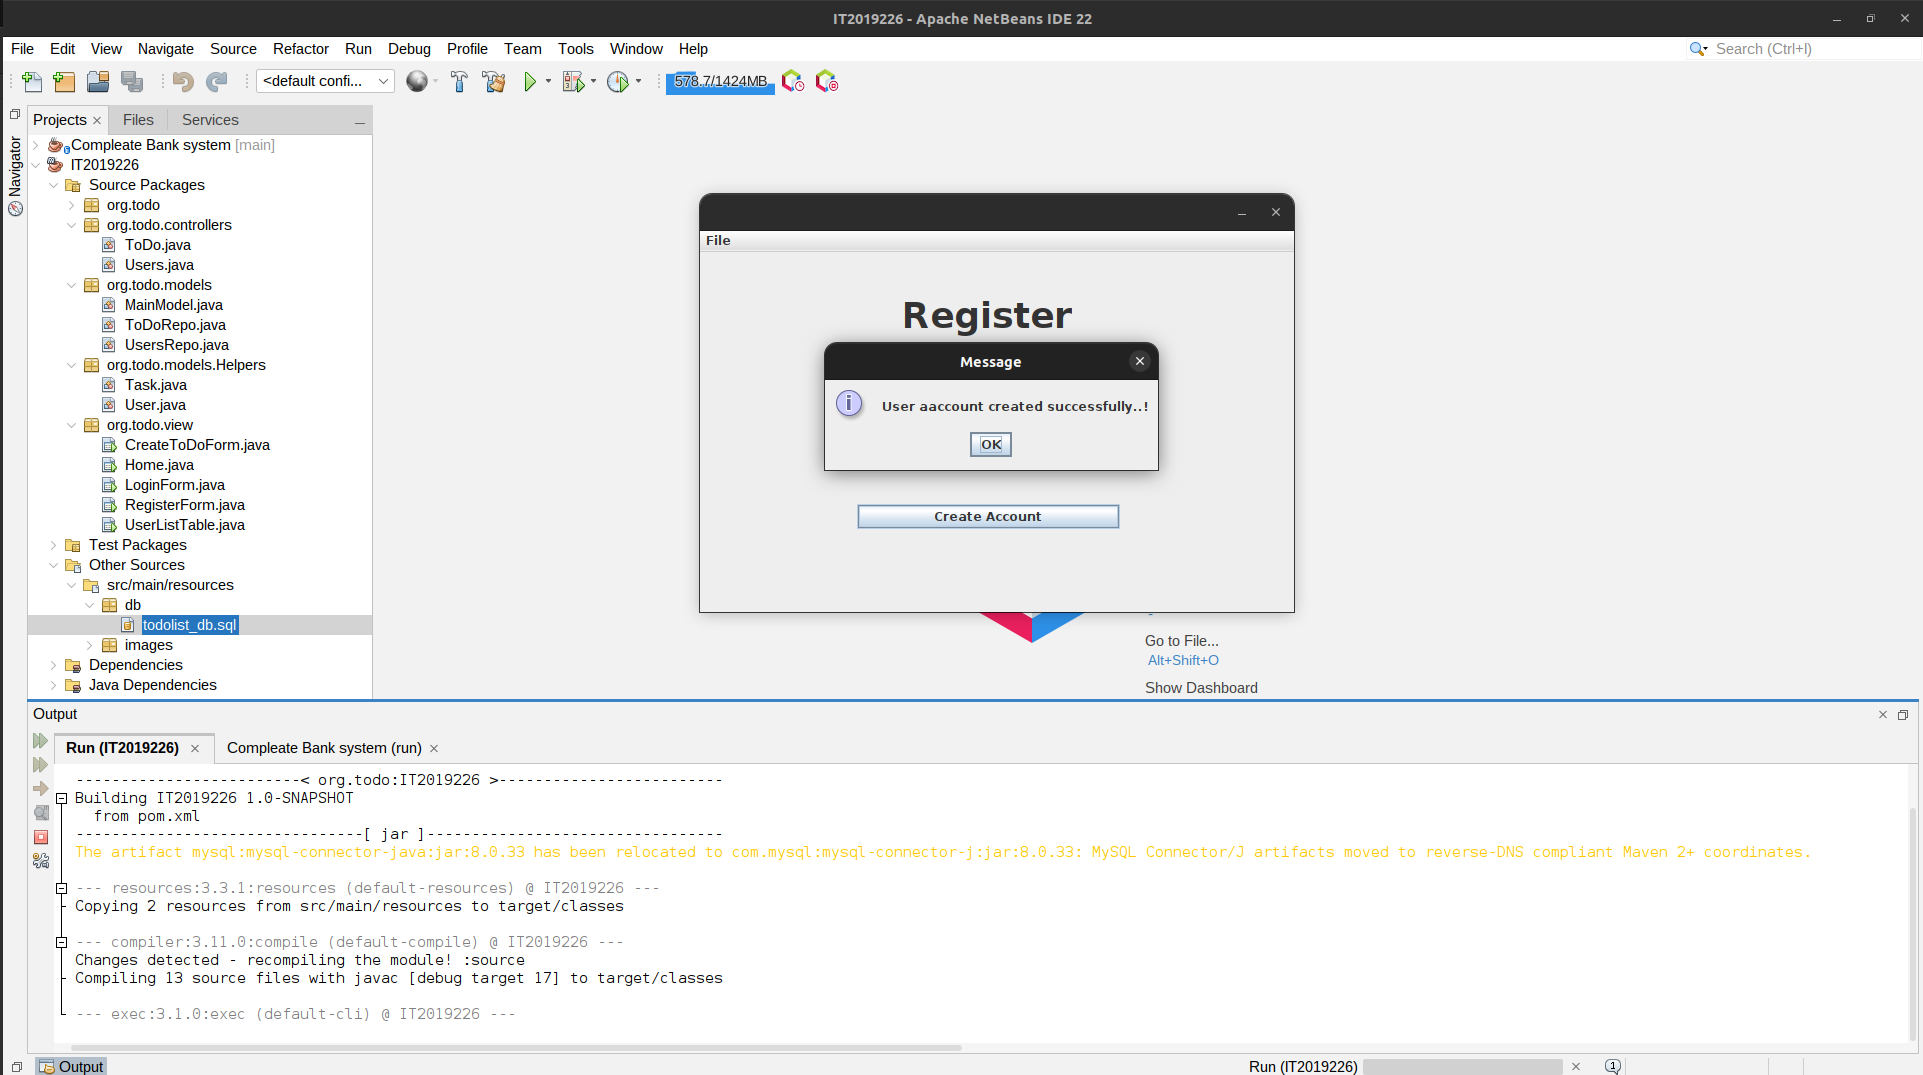 IT2019226 - Apache NetBeans IDE 22
File Edit View Navigate Source Refactor Run Debug Profile Team Tools Window Help
Search (Ctrl+I)
<default confi...
578.7/1424MB
Projects
Files
Services
Navigator
Compleate Bank system [main]
IT2019226
Source Packages
org.todo
org.todo.controllers
ToDo.java
Users.java
org.todo.models
MainModel.java
ToDoRepo.java
UsersRepo.java
org.todo.models.Helpers
Task.java
User.java
org.todo.view
CreateToDoForm.java
Home.java
LoginForm.java
RegisterForm.java
UserListTable.java
Test Packages
Other Sources
src/main/resources
db
todolist_db.sql
images
Dependencies
Java Dependencies
File
Register
Message
User aaccount created successfully..!
OK
Create Account
Go to File...
Alt+Shift+O
Show Dashboard
Output
Run (IT2019226)
Compleate Bank system (run)
-------------------------< org.todo:IT2019226 >-------------------------
Building IT2019226 1.0-SNAPSHOT
from pom.xml
--------------------------------[ jar ]---------------------------------
The artifact mysql:mysql-connector-java:jar:8.0.33 has been relocated to com.mysql:mysql-connector-j:jar:8.0.33: MySQL Connector/J artifacts moved to reverse-DNS compliant Maven 2+ coordinates.
--- resources:3.3.1:resources (default-resources) @ IT2019226 ---
Copying 2 resources from src/main/resources to target/classes
--- compiler:3.11.0:compile (default-compile) @ IT2019226 ---
Changes detected - recompiling the module! :source
Compiling 13 source files with javac [debug target 17] to target/classes
--- exec:3.1.0:exec (default-cli) @ IT2019226 ---
Output
Run (IT2019226)
1